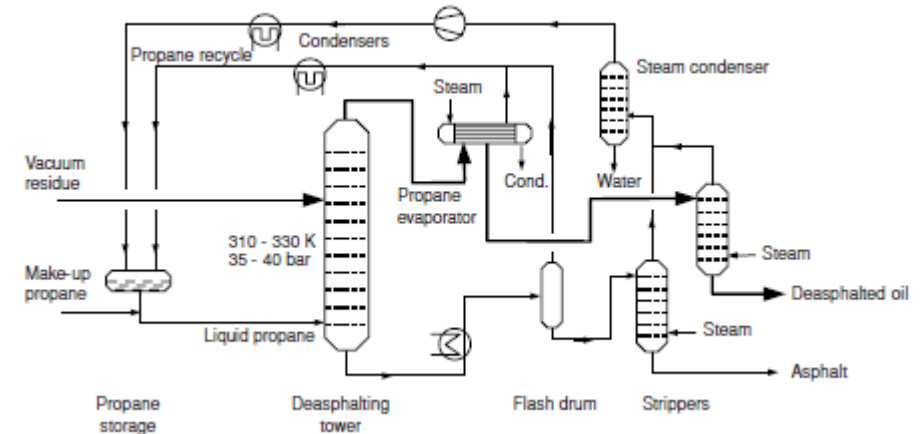 Condensers
Propane recycle
Steam condenser
Steam
Vacuum
residue
Cond.
Water
Propane
evaporator
310 - 330 K
35 - 40 bar
Steam
Make-up
propane
Deasphalted oil
Liquid propane
Steam
Asphalt
Propane
storage
Deasphalting
tower
Flash drum
Strippers